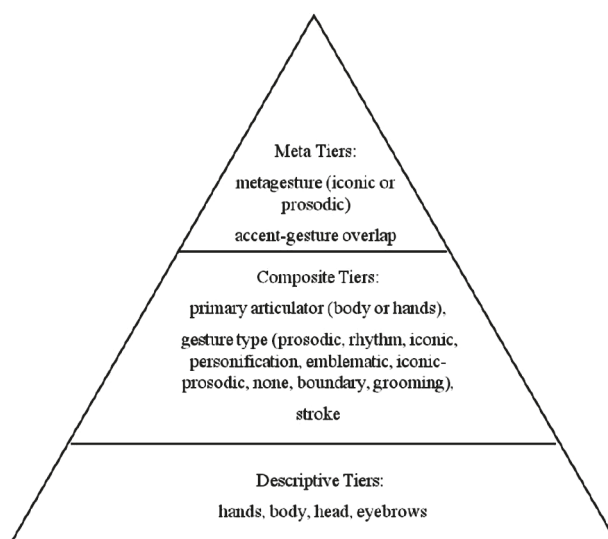 Meta Tiers:
metagesture (iconic or
prosodic)
accent-gesture overlap
Composite Tiers:
primary articulator (body or hands),
gesture type (prosodic, rhythm, iconic,
personification, emblematic, iconic-
prosodic, none, boundary, grooming),
stroke
Descriptive Tiers:
hands, body, head, eyebrows